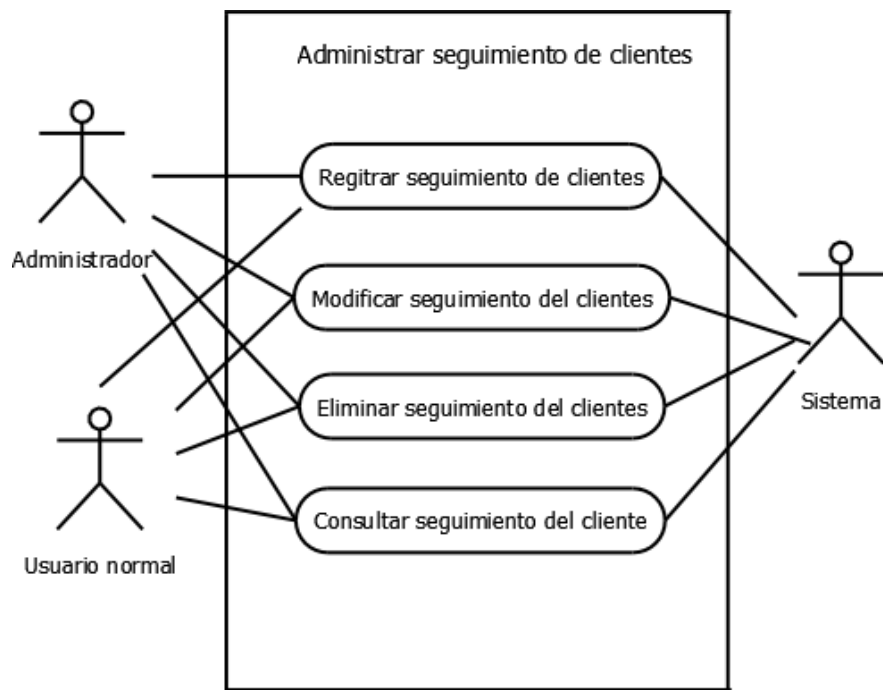 Administrar seguimiento de clientes
Regitrar seguimiento de clientes
Administrador
Modificar seguimiento del clientes
Eliminar seguimiento del clientes
Sistema
Consultar seguimiento del cliente
Usuario normal